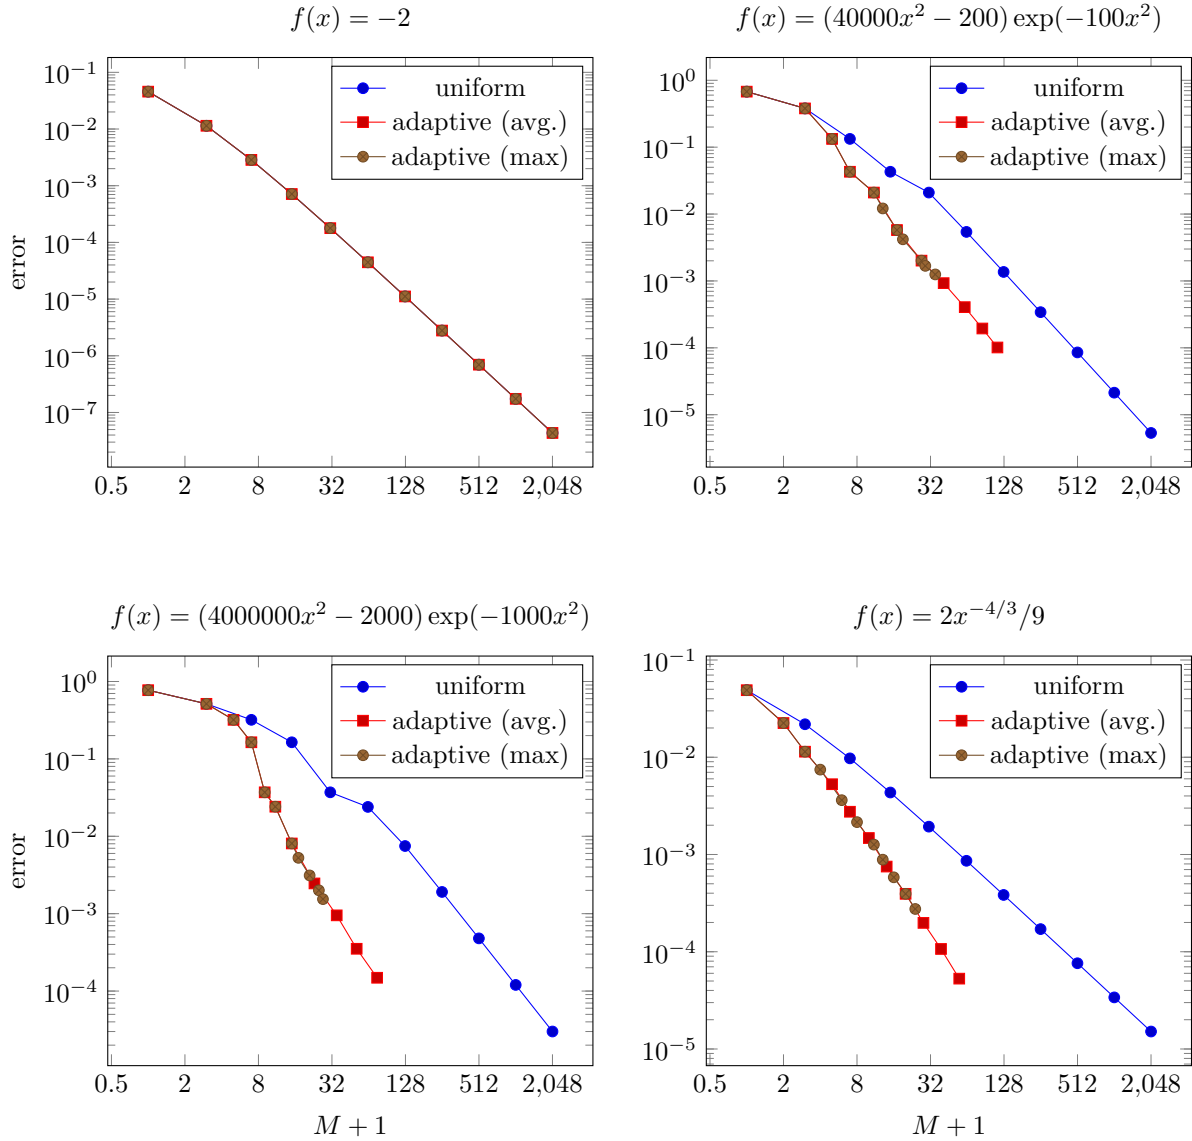 f(x) = −2
10⁻¹
10⁻²
10⁻³
10⁻⁴
10⁻⁵
10⁻⁶
10⁻⁷
error
uniform
adaptive (avg.)
adaptive (max)
0.5 2 8 32 128 512 2,048
f(x) = (40000x² − 200) exp(−100x²)
10⁰
10⁻¹
10⁻²
10⁻³
10⁻⁴
10⁻⁵
uniform
adaptive (avg.)
adaptive (max)
0.5 2 8 32 128 512 2,048
f(x) = (4000000x² − 2000) exp(−1000x²)
10⁰
10⁻¹
10⁻²
10⁻³
10⁻⁴
error
uniform
adaptive (avg.)
adaptive (max)
0.5 2 8 32 128 512 2,048
M + 1
f(x) = 2x⁻⁴ᐟ³/9
10⁻¹
10⁻²
10⁻³
10⁻⁴
10⁻⁵
uniform
adaptive (avg.)
adaptive (max)
0.5 2 8 32 128 512 2,048
M + 1